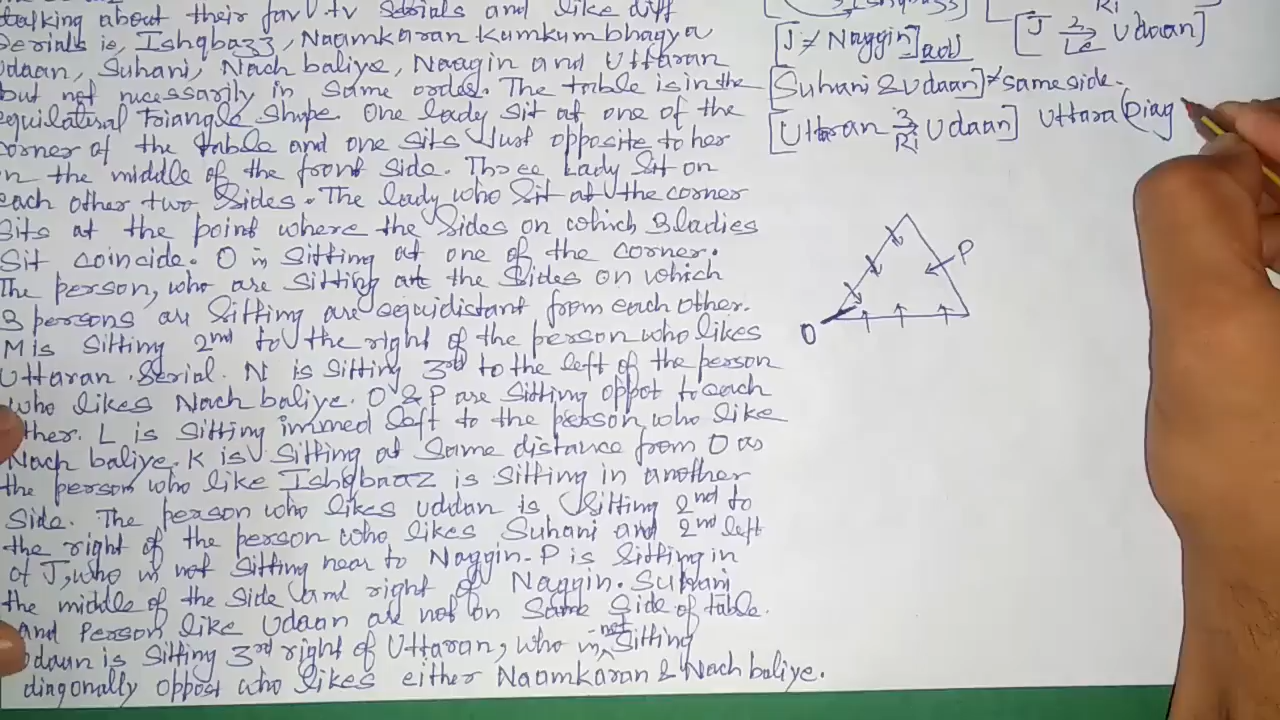 talking about their fav tv serials and like diff
Serials ie, Ishqbazz, Naamkaran Kumkum bhagya
Udaan, Suhani, Nach baliye, Naagin and Uttaran
but not necessarily in same order. The table is in the
equilateral triangle shape. One lady sit at one of the
corner of the table and one sits Just opposite to her
in the middle of the front side. Three Lady Sit on
each other two Sides. The lady who Sit at the corner
Sits at the point where the sides on which 3 ladies
Sit coincide. O is sitting at one of the corner.
The person, who are sitting at the sides on which
3 persons are sitting are equidistant from each other.
M is sitting 2nd to the right of the person who likes
Uttaran Serial. N is sitting 3rd to the left of the person
who likes Nach baliye. O & P are sitting oppot to each
other. L is sitting immed left to the person who like
Nach baliye. K is sitting at Same distance from O as
the person who like Ishqbaaz is sitting in another
Side. The person who likes uddan is sitting 2nd to
the right of the person who likes Suhani and 2nd left
of J, who is not sitting near to Naggin. P is sitting in
the middle of the side and right of Naggin. Suhani
And Person like Udaan are not on Same Side of table.
Udaan is sitting 3rd right of Uttaran, who is not sitting
diagonally oppost who likes either Naamkaran & Nach baliye.
[J ≠ Naggin] adj
[J 2/Le Udaan]
[Suhani & Udaan] ≠ same side.
[Uttaran 3/Ri Udaan] Uttara (Diag
P
O